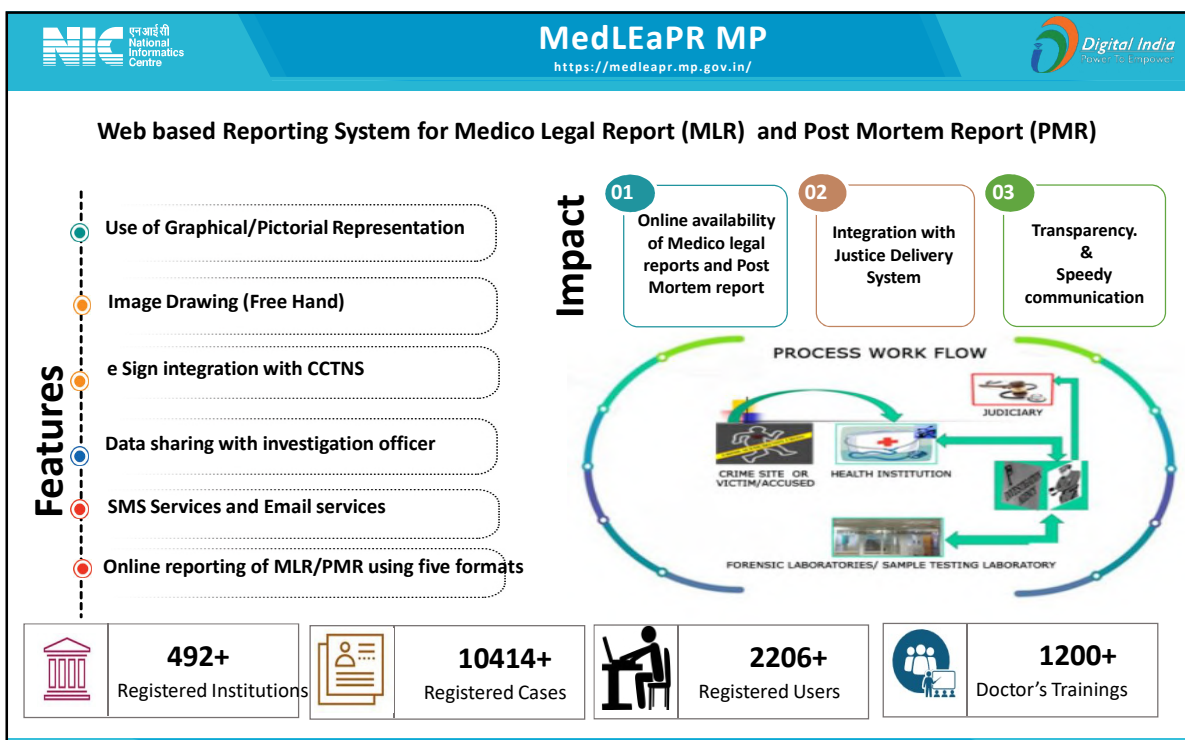 NIC
एन आई सी
National
Informatics
Centre
MedLEaPR MP
https://medleapr.mp.gov.in/
Digital India
Power To Empower
Web based Reporting System for Medico Legal Report (MLR) and Post Mortem Report (PMR)
Features
Use of Graphical/Pictorial Representation
Image Drawing (Free Hand)
e Sign integration with CCTNS
Data sharing with investigation officer
SMS Services and Email services
Online reporting of MLR/PMR using five formats
Impact
01
Online availability
of Medico legal
reports and Post
Mortem report
02
Integration with
Justice Delivery
System
03
Transparency.
&
Speedy
communication
PROCESS WORK FLOW
JUDICIARY
CRIME SITE OR
VICTIM/ACCUSED
HEALTH INSTITUTION
FORENSIC LABORATORIES/ SAMPLE TESTING LABORATORY
492+
Registered Institutions
10414+
Registered Cases
2206+
Registered Users
1200+
Doctor's Trainings